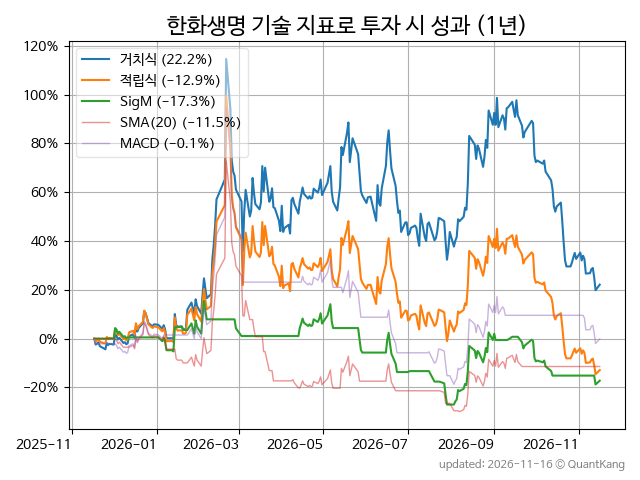 한화생명 기술 지표로 투자 시 성과 (1년)
120%
100%
80%
60%
40%
20%
0%
−20%
거치식 (22.2%)
적립식 (−12.9%)
SigM (−17.3%)
SMA(20) (−11.5%)
MACD (−0.1%)
2025-11 2026-01 2026-03 2026-05 2026-07 2026-09 2026-11
updated: 2026-11-16 ⓒ QuantKang